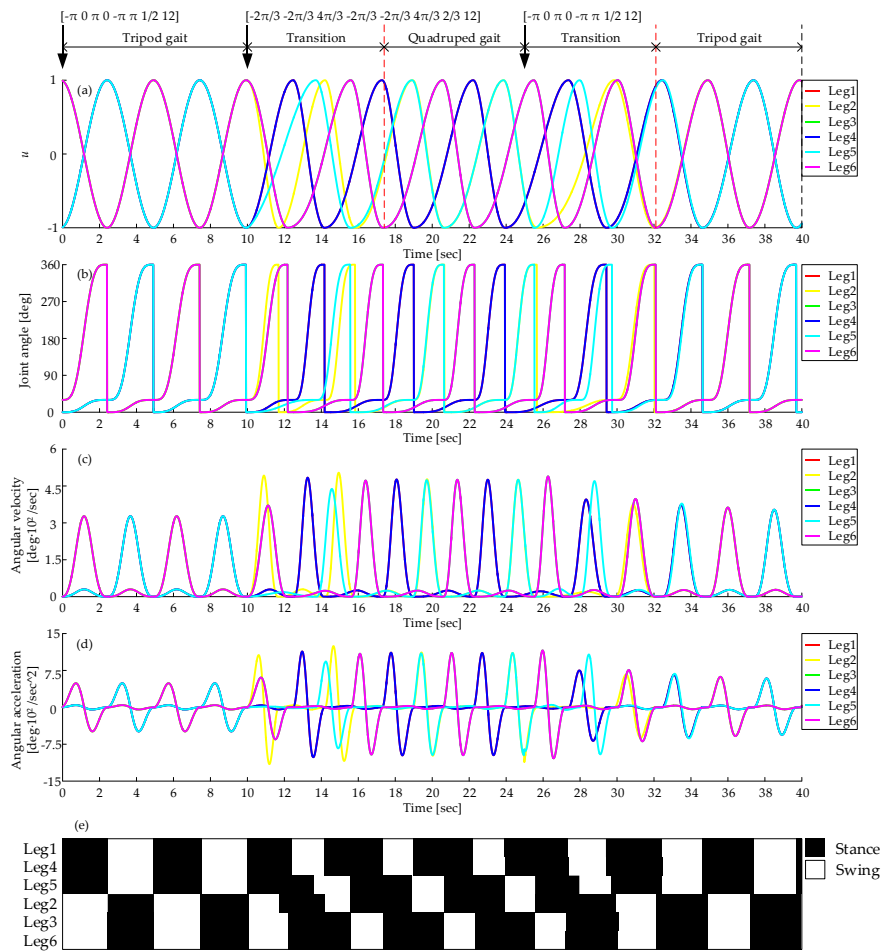 [-π 0 π 0 -π π 1/2 12] [-2π/3 -2π/3 4π/3 -2π/3 -2π/3 4π/3 2/3 12] [-π 0 π 0 -π π 1/2 12]
Tripod gait Transition Quadruped gait Transition Tripod gait
(a)
1
0
-1
u
0 2 4 6 8 10 12 14 16 18 20 22 24 26 28 30 32 34 36 38 40
Time [sec]
Leg1
Leg2
Leg3
Leg4
Leg5
Leg6
(b)
360
270
180
90
0
Joint angle [deg]
0 2 4 6 8 10 12 14 16 18 20 22 24 26 28 30 32 34 36 38 40
Time [sec]
Leg1
Leg2
Leg3
Leg4
Leg5
Leg6
(c)
6
4.5
3
1.5
0
Angular velocity
[deg·10²/sec]
0 2 4 6 8 10 12 14 16 18 20 22 24 26 28 30 32 34 36 38 40
Time [sec]
Leg1
Leg2
Leg3
Leg4
Leg5
Leg6
(d)
15
7.5
0
-7.5
-15
Angular acceleration
[deg·10²/sec^2]
0 2 4 6 8 10 12 14 16 18 20 22 24 26 28 30 32 34 36 38 40
Time [sec]
Leg1
Leg2
Leg3
Leg4
Leg5
Leg6
(e)
Leg1
Leg4
Leg5
Leg2
Leg3
Leg6
Stance
Swing